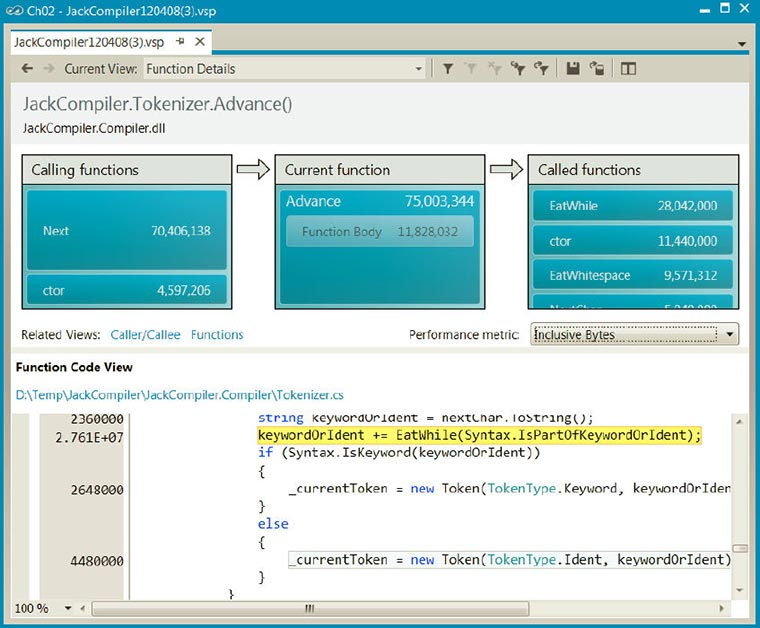 Ch02 - JackCompiler120408(3).vsp
JackCompiler120408(3).vsp
Current View: Function Details
JackCompiler.Tokenizer.Advance()
JackCompiler.Compiler.dll
Calling functions
Next 70,406,138
ctor 4,597,206
Current function
Advance 75,003,344
Function Body 11,828,032
Called functions
EatWhile 28,042,000
ctor 11,440,000
EatWhitespace 9,571,312
Related Views: Caller/Callee Functions
Performance metric: Inclusive Bytes
Function Code View
D:\Temp\JackCompiler\JackCompiler.Compiler\Tokenizer.cs
2360000 string keywordOrIdent = nextChar.ToString();
2.761E+07 keywordOrIdent += EatWhile(Syntax.IsPartOfKeywordOrIdent);
if (Syntax.IsKeyword(keywordOrIdent))
{
2648000 _currentToken = new Token(TokenType.Keyword, keywordOrIden
}
else
{
4480000 _currentToken = new Token(TokenType.Ident, keywordOrIdent)
}
}
100 %